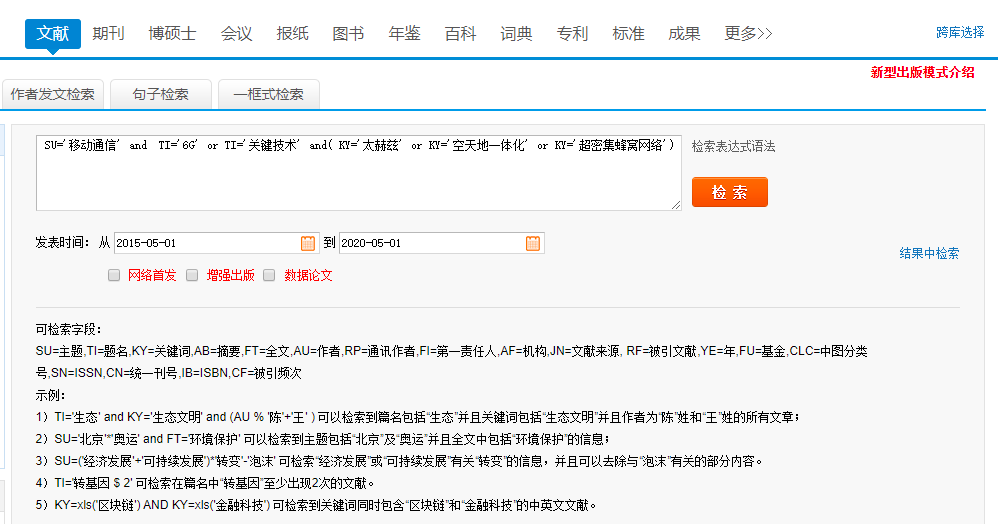 文献 期刊 博硕士 会议 报纸 图书 年鉴 百科 词典 专利 标准 成果 更多>> 跨库选择
新型出版模式介绍
作者发文检索 句子检索 一框式检索
SU='移动通信' and TI='6G' or TI='关键技术' and( KY='太赫兹' or KY='空天地一体化' or KY='超密集蜂窝网络')
检索表达式语法
检 索
发表时间: 从 2015-05-01 到 2020-05-01
结果中检索
网络首发 增强出版 数据论文
可检索字段:
SU=主题,TI=题名,KY=关键词,AB=摘要,FT=全文,AU=作者,RP=通讯作者,FI=第一责任人,AF=机构,JN=文献来源, RF=被引文献,YE=年,FU=基金,CLC=中图分类
号,SN=ISSN,CN=统一刊号,IB=ISBN,CF=被引频次
示例:
1）TI='生态' and KY='生态文明' and (AU % '陈'+'王' ) 可以检索到篇名包括“生态”并且关键词包括“生态文明”并且作者为“陈”姓和“王”姓的所有文章；
2）SU='北京'*'奥运' and FT='环境保护' 可以检索到主题包括“北京”及“奥运”并且全文中包括“环境保护”的信息；
3）SU=('经济发展'+'可持续发展')*'转变'-'泡沫' 可检索“经济发展”或“可持续发展”有关“转变”的信息，并且可以去除与“泡沫”有关的部分内容。
4）TI='转基因 $ 2' 可检索在篇名中“转基因”至少出现2次的文献。
5）KY=xls('区块链') AND KY=xls('金融科技') 可检索到关键词同时包含“区块链”和“金融科技”的中英文文献。